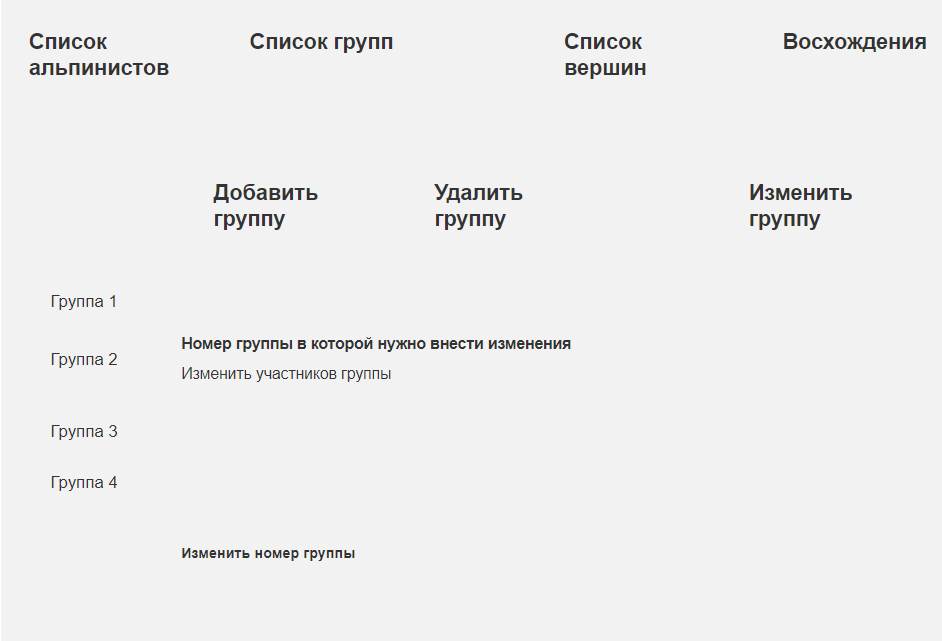 Список
альпинистов
Список групп
Список
вершин
Восхождения
Добавить
группу
Удалить
группу
Изменить
группу
Группа 1
Номер группы в которой нужно внести изменения
Группа 2
Изменить участников группы
Группа 3
Группа 4
Изменить номер группы